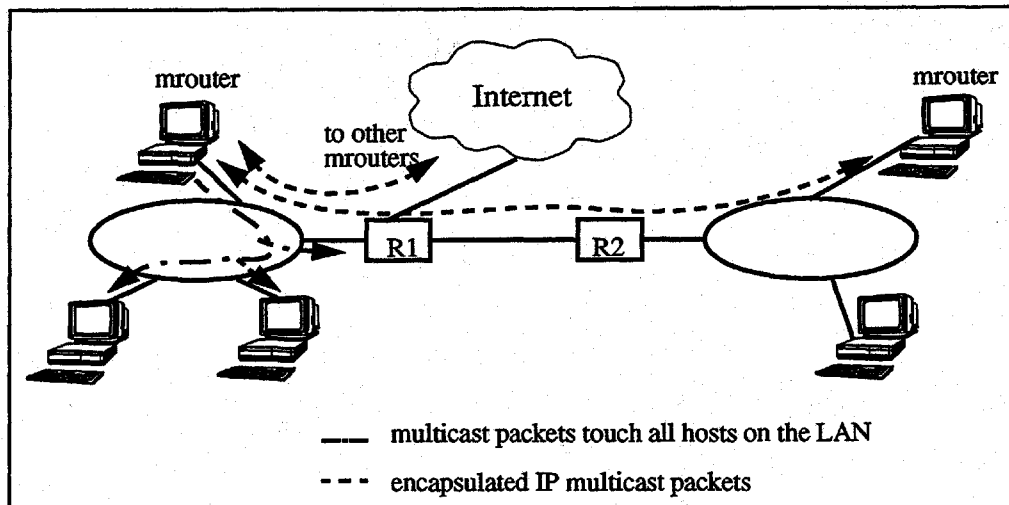 mrouter
Internet
mrouter
to other
mrouters
R1
R2
multicast packets touch all hosts on the LAN
encapsulated IP multicast packets